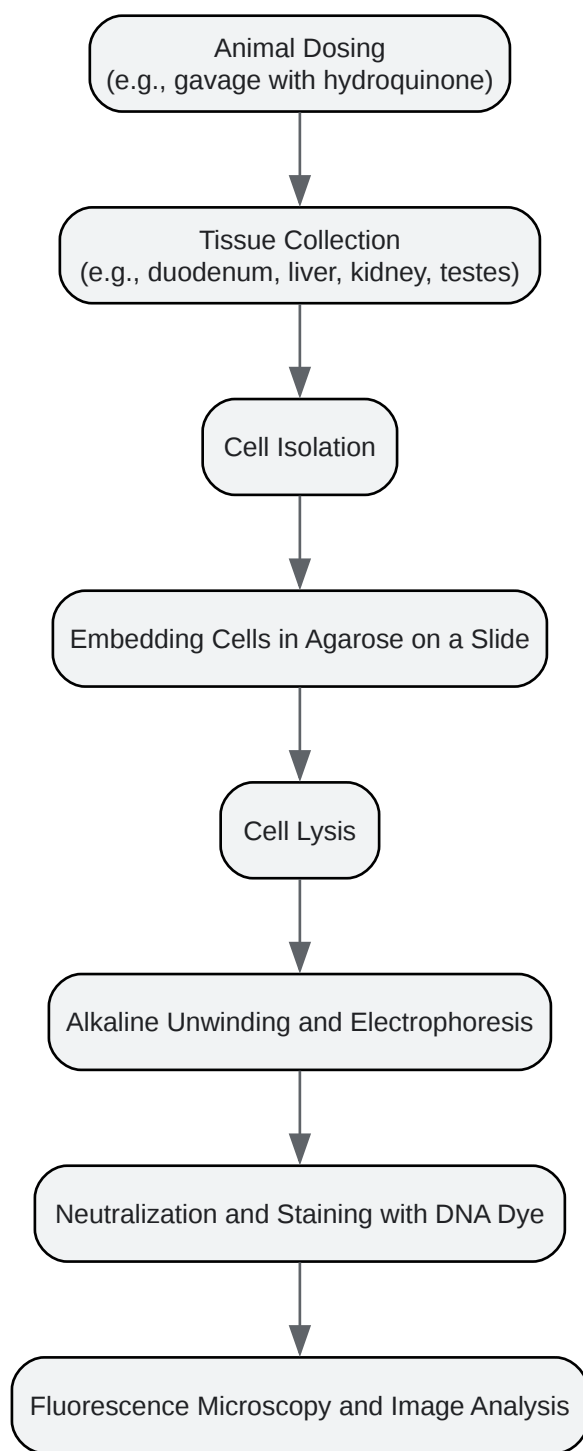 Animal Dosing
(e.g., gavage with hydroquinone)
Tissue Collection
(e.g., duodenum, liver, kidney, testes)
Cell Isolation
Embedding Cells in Agarose on a Slide
Cell Lysis
Alkaline Unwinding and Electrophoresis
Neutralization and Staining with DNA Dye
Fluorescence Microscopy and Image Analysis